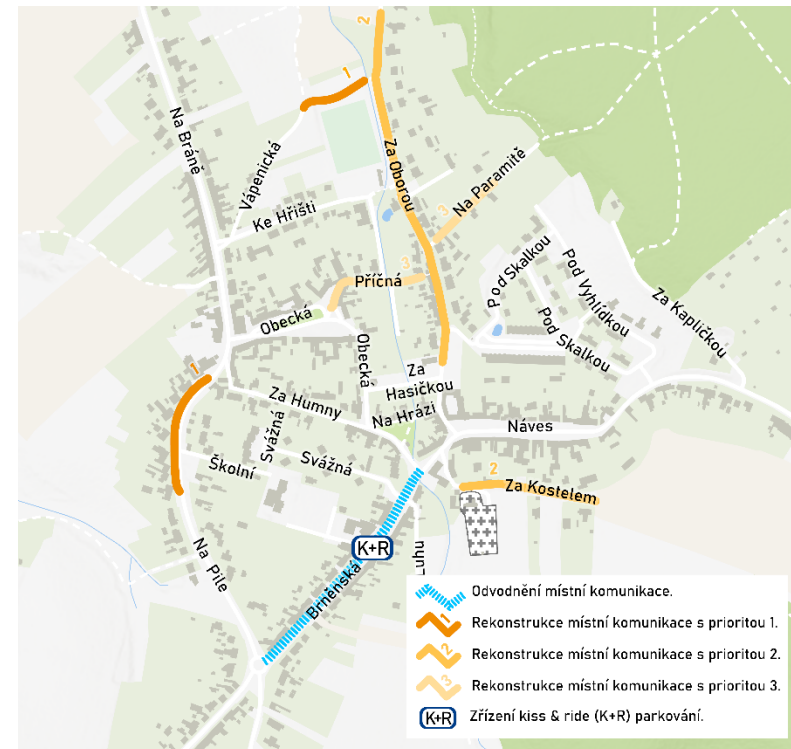 2
1
Na Bráně
Vápenická
Za Oborou
Na Paramitě
3
Ke Hřišti
3
Příčná
Pod Skalkou
Pod Vyhlídkou
Za Kapličkou
Obecká
Obecká
Pod Skalkou
1
Za
Hasičkou
Za Humny
Na Hrázi
Náves
Svážná
Školní
Svážná
2
Za Kostelem
K+R
Na Pile
Brněnská
Odvodnění místní komunikace.
1
Rekonstrukce místní komunikace s prioritou 1.
2
Rekonstrukce místní komunikace s prioritou 2.
3
Rekonstrukce místní komunikace s prioritou 3.
K+R
Zřízení kiss & ride (K+R) parkování.